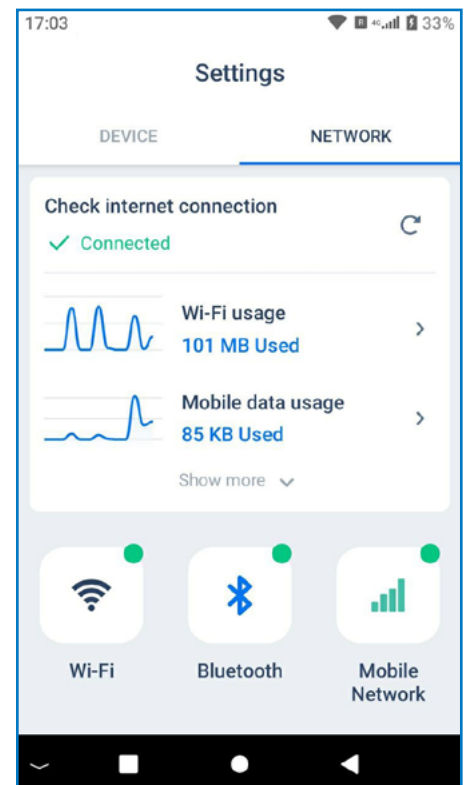 17:03 R 4G 33%
Settings
DEVICE NETWORK
Check internet connection
Connected
Wi-Fi usage
101 MB Used
Mobile data usage
85 KB Used
Show more
Wi-Fi Bluetooth Mobile
Network